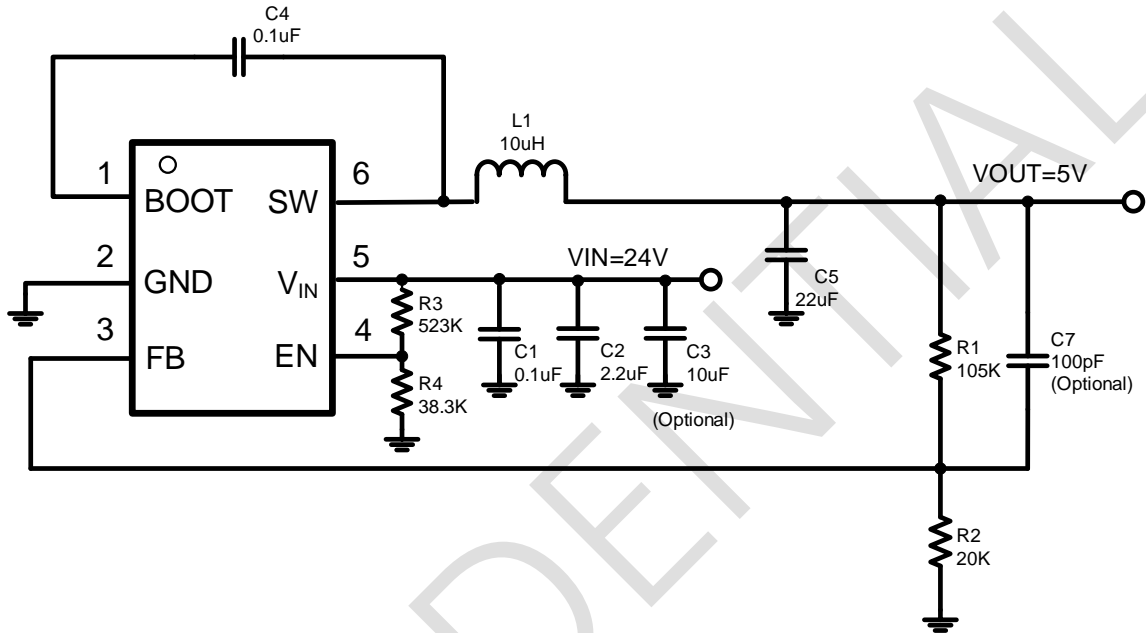 C4
0.1uF
L1
10uH
1
BOOT
SW
6
VOUT=5V
2
GND
VIN
5
VIN=24V
C5
22uF
3
FB
EN
4
R3
523K
R4
38.3K
C1
0.1uF
C2
2.2uF
C3
10uF
(Optional)
R1
105K
C7
100pF
(Optional)
R2
20K
DENTIAL